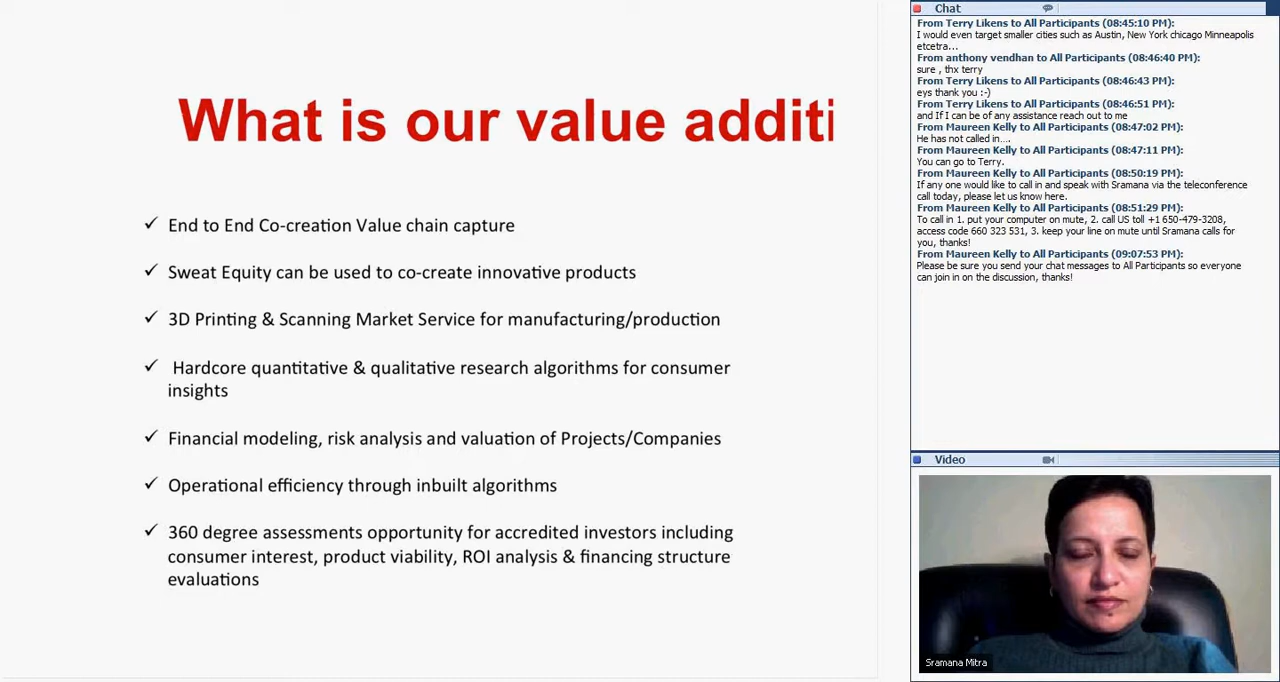 What is our value additi
End to End Co-creation Value chain capture
Sweat Equity can be used to co-create innovative products
3D Printing & Scanning Market Service for manufacturing/production
Hardcore quantitative & qualitative research algorithms for consumer
insights
Financial modeling, risk analysis and valuation of Projects/Companies
Operational efficiency through inbuilt algorithms
360 degree assessments opportunity for accredited investors including
consumer interest, product viability, ROI analysis & financing structure
evaluations
Chat
From Terry Likens to All Participants (08:45:10 PM):
I would even target smaller cities such as Austin, New York chicago Minneapolis
etcetra...
From anthony vendhan to All Participants (08:46:40 PM):
sure , thx terry
From Terry Likens to All Participants (08:46:43 PM):
eys thank you :-)
From Terry Likens to All Participants (08:46:51 PM):
and If I can be of any assistance reach out to me
From Maureen Kelly to All Participants (08:47:02 PM):
He has not called in....
From Maureen Kelly to All Participants (08:47:11 PM):
You can go to Terry.
From Maureen Kelly to All Participants (08:50:19 PM):
If any one would like to call in and speak with Sramana via the teleconference
call today, please let us know here.
From Maureen Kelly to All Participants (08:51:29 PM):
To call in 1. put your computer on mute, 2. call US toll +1 650-479-3208,
access code 660 323 531, 3. keep your line on mute until Sramana calls for
you, thanks!
From Maureen Kelly to All Participants (09:07:53 PM):
Please be sure you send your chat messages to All Participants so everyone
can join in on the discussion, thanks!
Video
Sramana Mitra